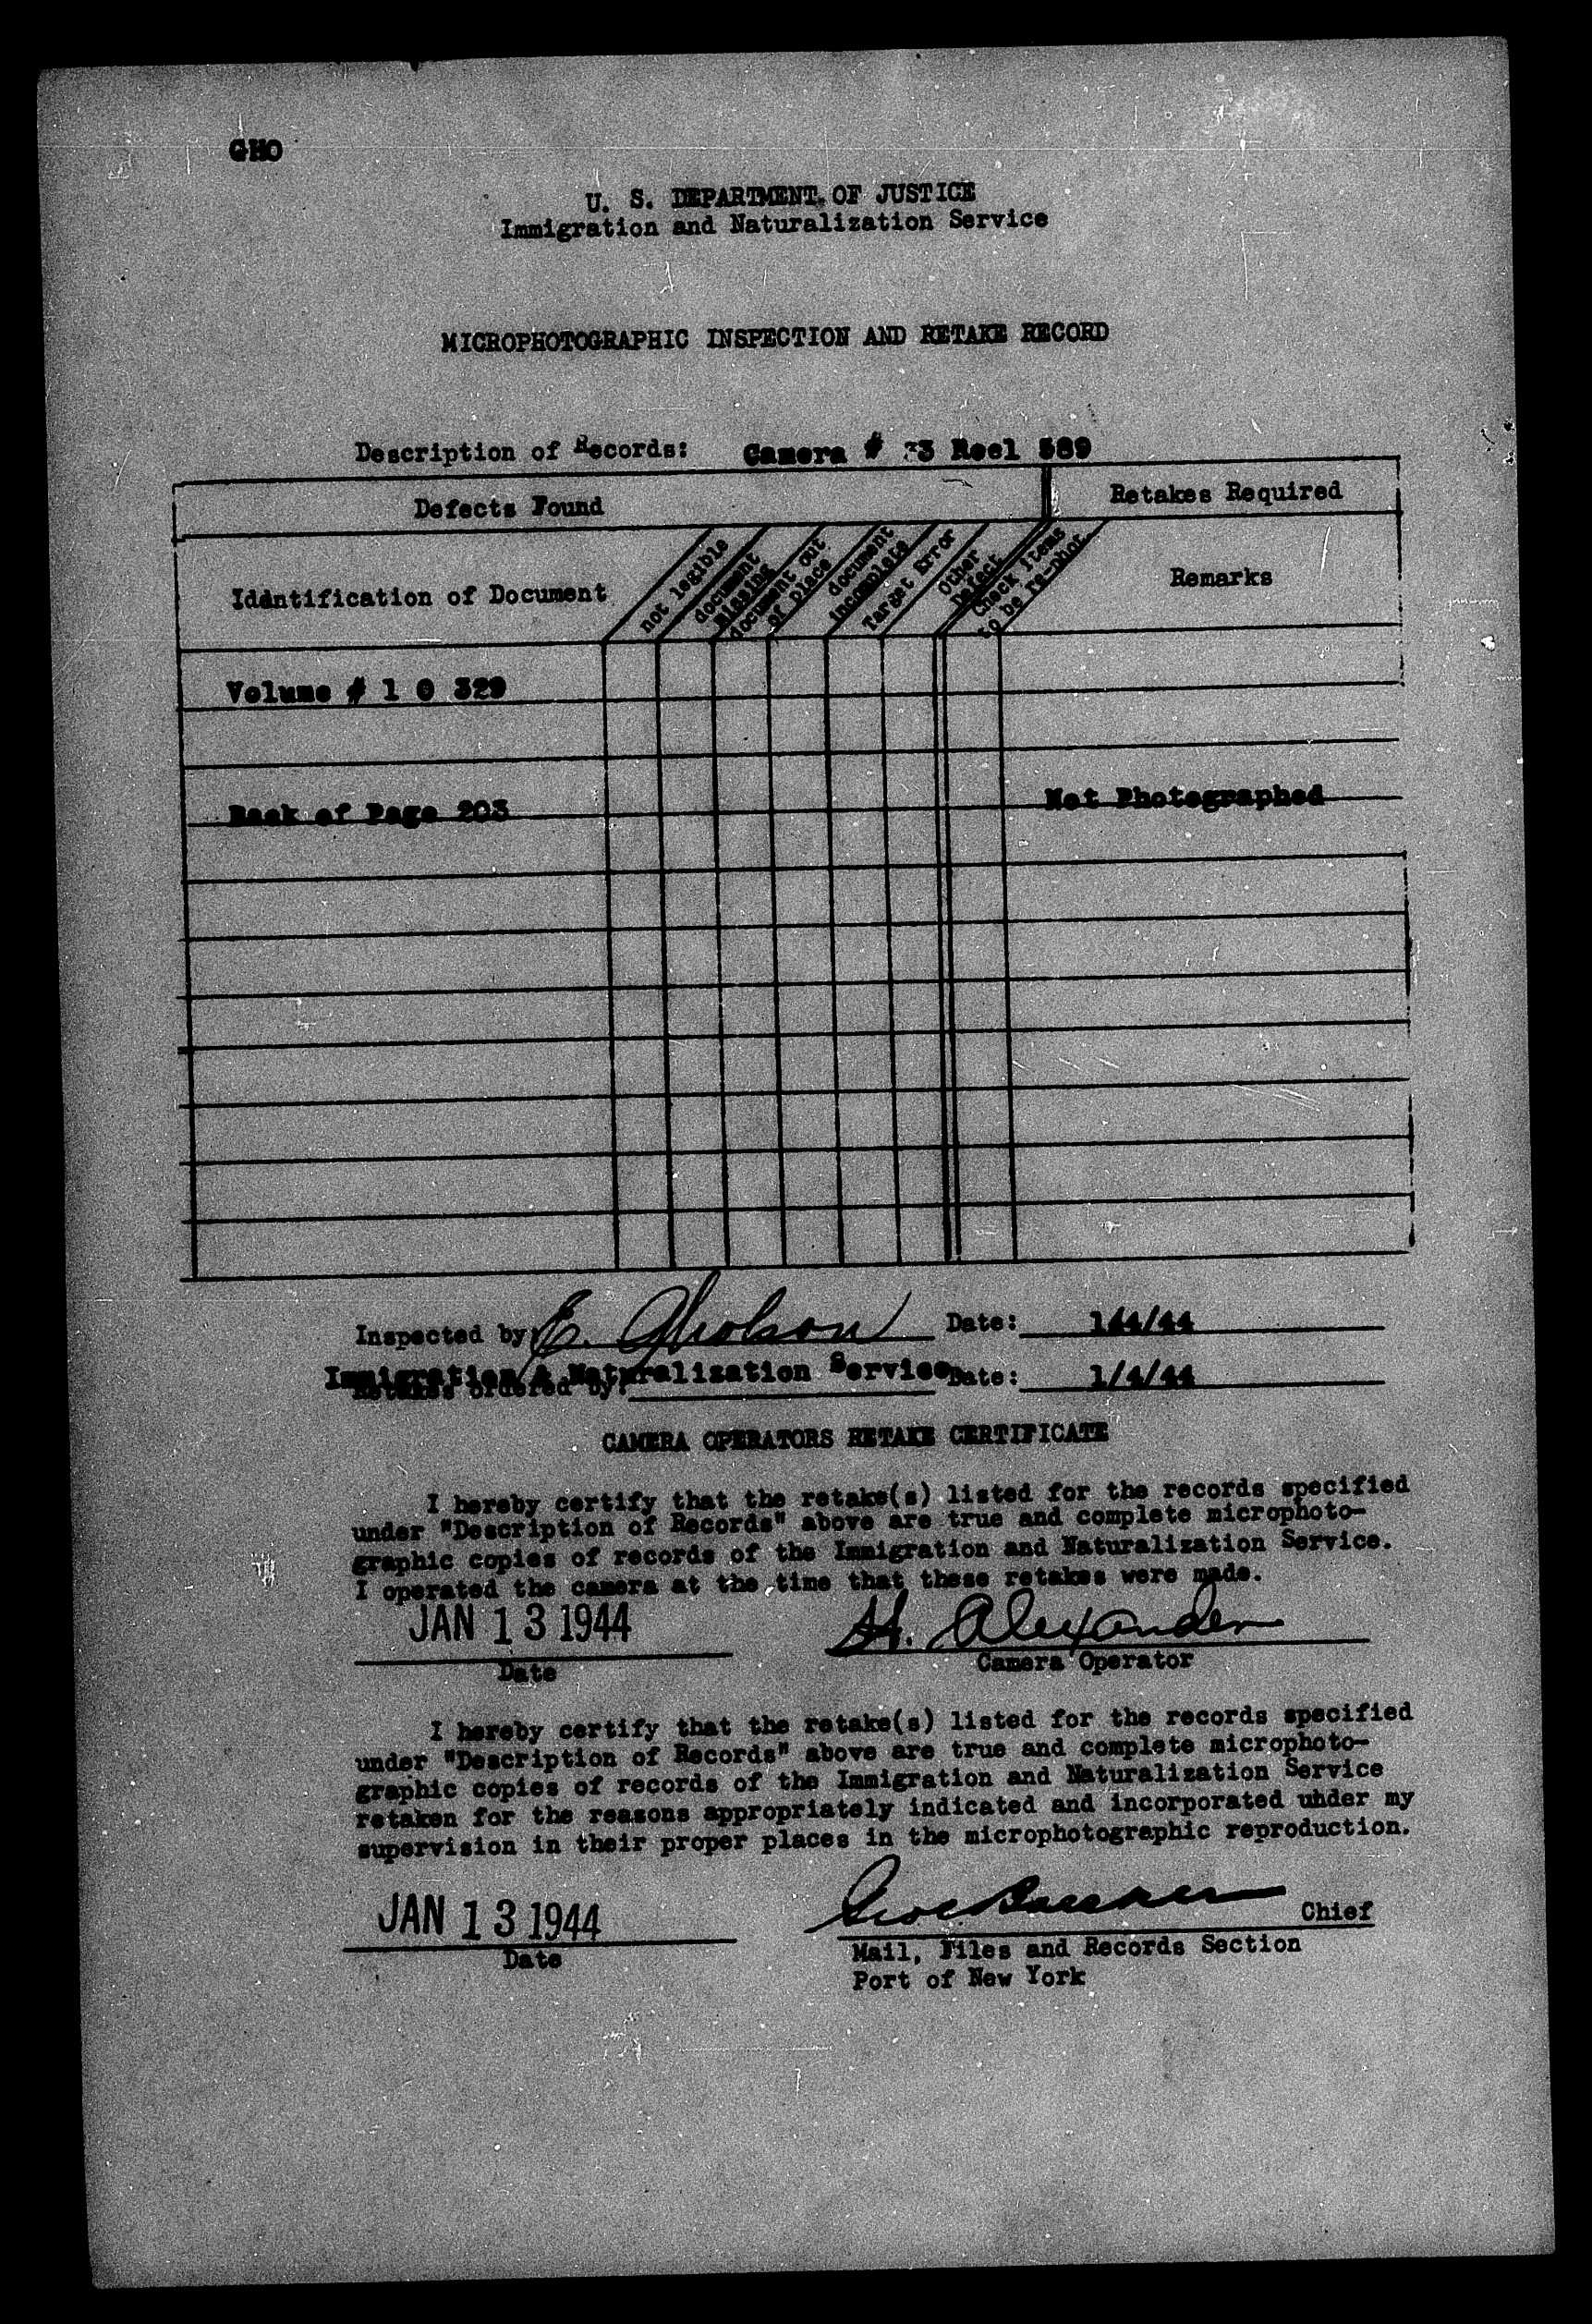 GHO
U. S. DEPARTMENT OF JUSTICE
Immigration and Naturalization Service
MICROPHOTOGRAPHIC INSPECTION AND RETAKE RECORD
Description of Records: Camera # 33 Reel 589
Defects Found
Retakes Required
Identification of Document
not legible
document missing
document out of place
document incomplete
Target Error
Other Defect
Check Items to be re-phot
Remarks
Volume # 1 0 329
Back of Page 203 Not Photographed
Inspected by: E. Gholson Date: 1/4/44
Immigration & Naturalization Service
Retakes ordered by: Date: 1/4/44
CAMERA OPERATORS RETAKE CERTIFICATE
I hereby certify that the retake(s) listed for the records specified
under "Description of Records" above are true and complete microphoto-
graphic copies of records of the Immigration and Naturalization Service.
I operated the camera at the time that these retakes were made.
JAN 13 1944 H. Alexander
Date Camera Operator
I hereby certify that the retake(s) listed for the records specified
under "Description of Records" above are true and complete microphoto-
graphic copies of records of the Immigration and Naturalization Service
retaken for the reasons appropriately indicated and incorporated uhder my
supervision in their proper places in the microphotographic reproduction.
JAN 13 1944 Chief
Date Mail, Files and Records Section
Port of New York